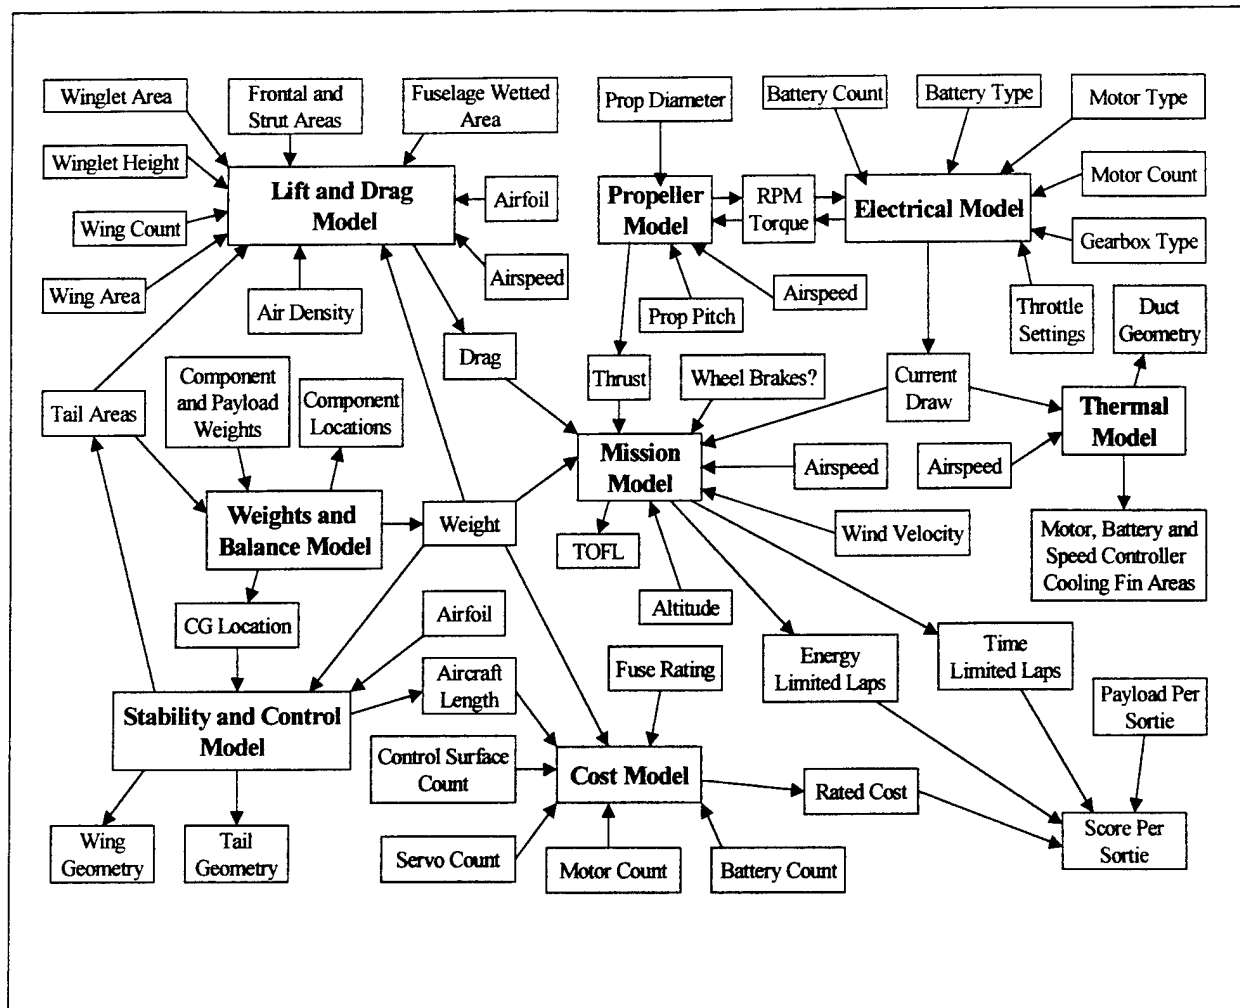 Winglet Area
Frontal and
Strut Areas
Fuselage Wetted
Area
Prop Diameter
Battery Count
Battery Type
Motor Type
Winglet Height
Lift and Drag
Model
Airfoil
Propeller
Model
RPM
Torque
Electrical Model
Motor Count
Wing Count
Gearbox Type
Wing Area
Air Density
Airspeed
Prop Pitch
Airspeed
Throttle
Settings
Duct
Geometry
Drag
Thrust
Wheel Brakes?
Current
Draw
Tail Areas
Component
and Payload
Weights
Component
Locations
Thermal
Model
Mission
Model
Airspeed
Airspeed
Weights and
Balance Model
Weight
TOFL
Wind Velocity
Motor, Battery and
Speed Controller
Cooling Fin Areas
CG Location
Airfoil
Altitude
Energy
Limited Laps
Time
Limited Laps
Fuse Rating
Aircraft
Length
Payload Per
Sortie
Stability and Control
Model
Control Surface
Count
Cost Model
Rated Cost
Wing
Geometry
Tail
Geometry
Servo Count
Motor Count
Battery Count
Score Per
Sortie